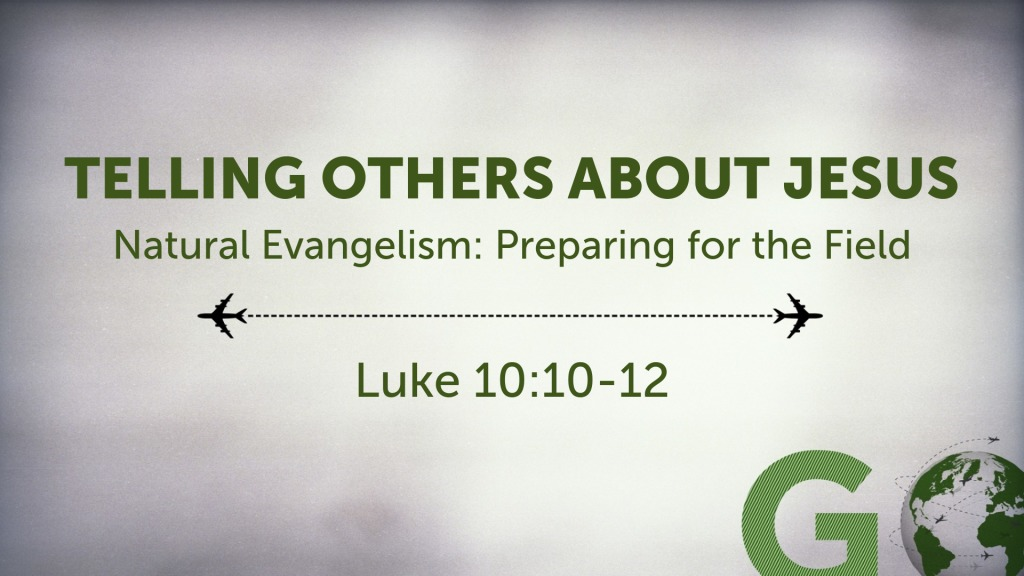 TELLING OTHERS ABOUT JESUS
Natural Evangelism: Preparing for the Field
Luke 10:10-12
GO